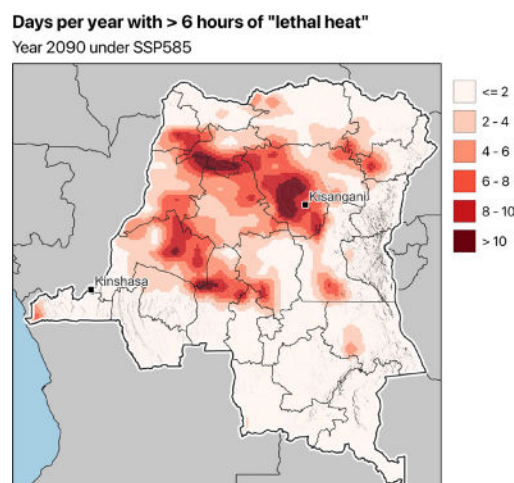 Days per year with > 6 hours of "lethal heat"
Year 2090 under SSP585
<= 2
2 - 4
4 - 6
6 - 8
8 - 10
> 10
Kisangani
Kinshasa